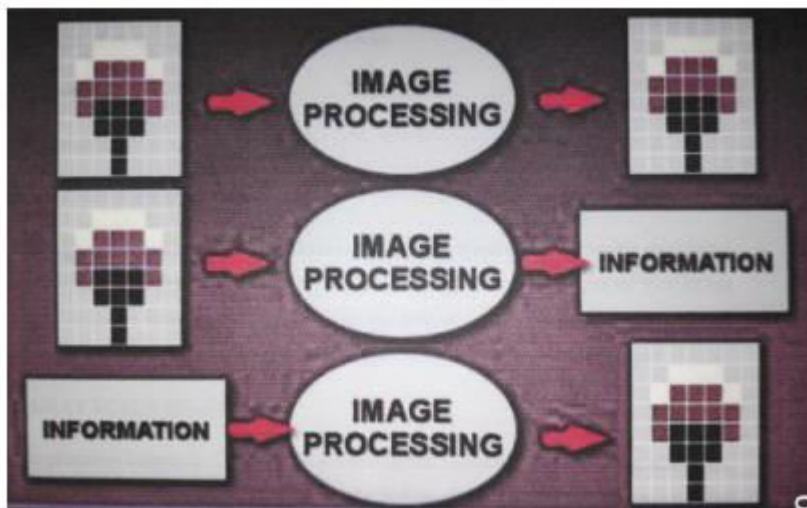 IMAGE
PROCESSING
IMAGE
PROCESSING
INFORMATION
INFORMATION
IMAGE
PROCESSING